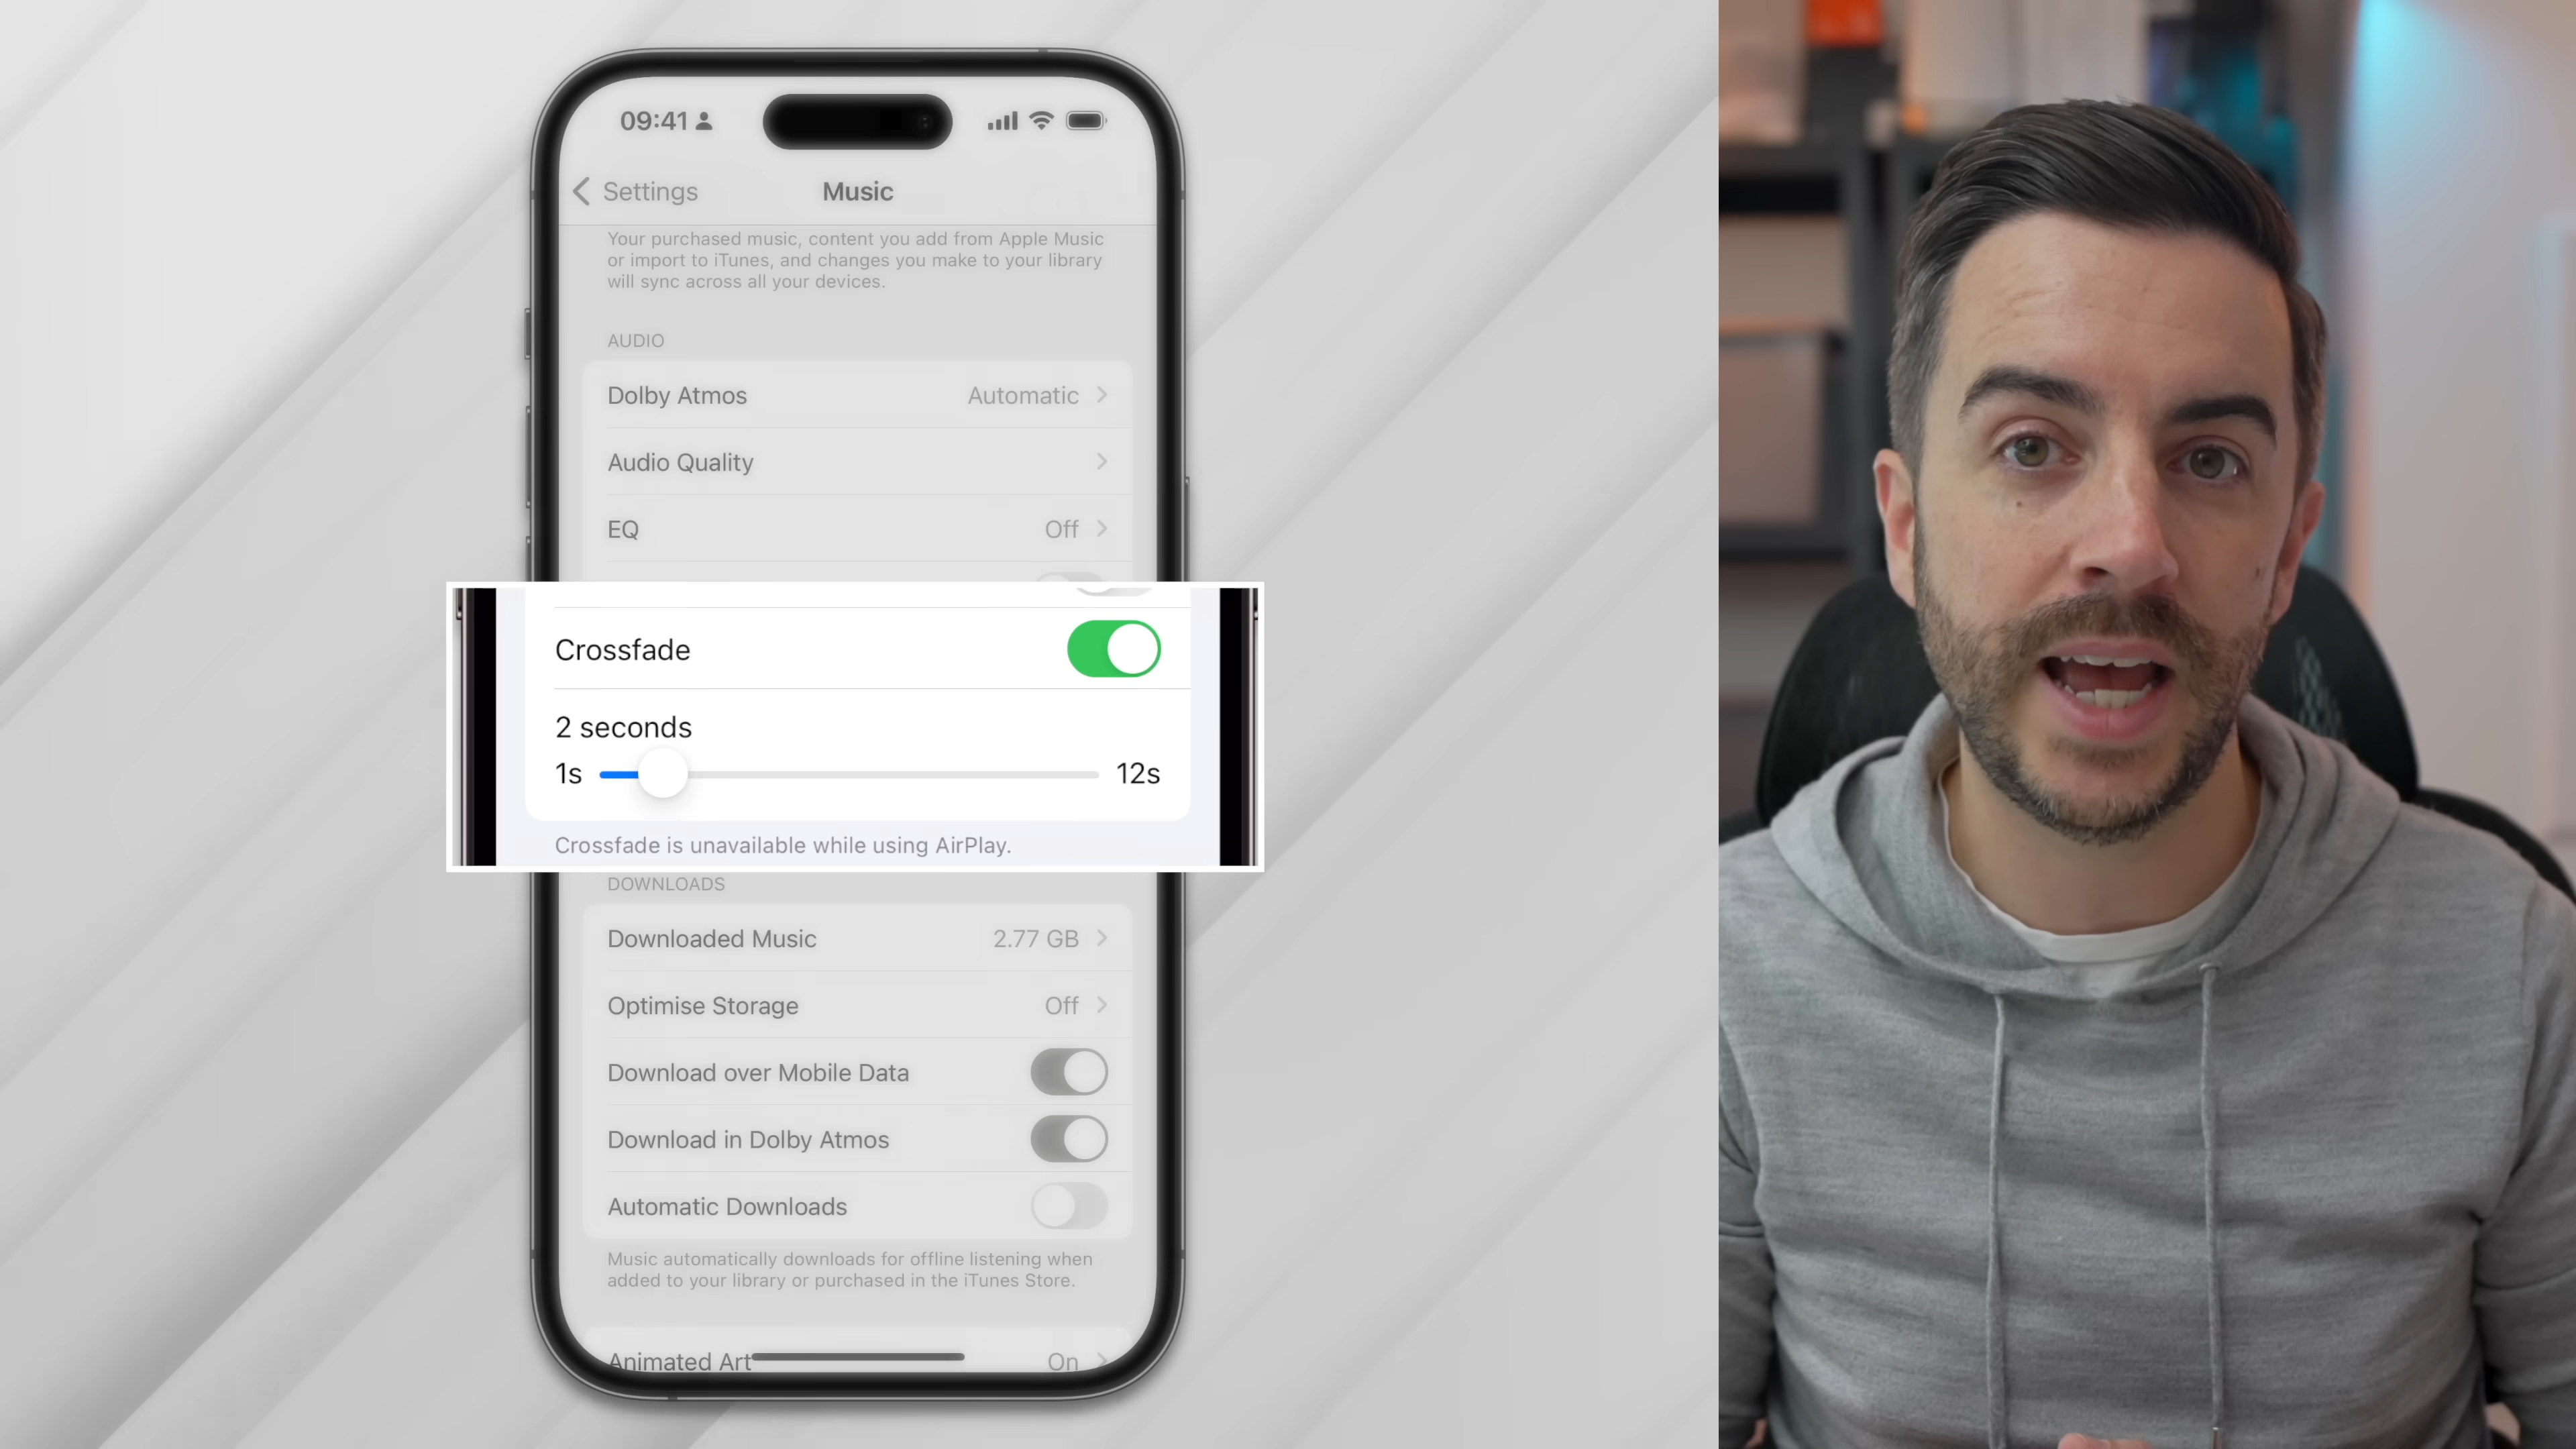 09:41
Settings
Music
Your purchased music, content you add from Apple Music
or import to iTunes, and changes you make to your library
will sync across all your devices.
AUDIO
Dolby Atmos Automatic
Audio Quality
EQ Off
Crossfade
2 seconds
1s 12s
Crossfade is unavailable while using AirPlay.
DOWNLOADS
Downloaded Music 2.77 GB
Optimise Storage Off
Download over Mobile Data
Download in Dolby Atmos
Automatic Downloads
Music automatically downloads for offline listening when
added to your library or purchased in the iTunes Store.
Animated Art On